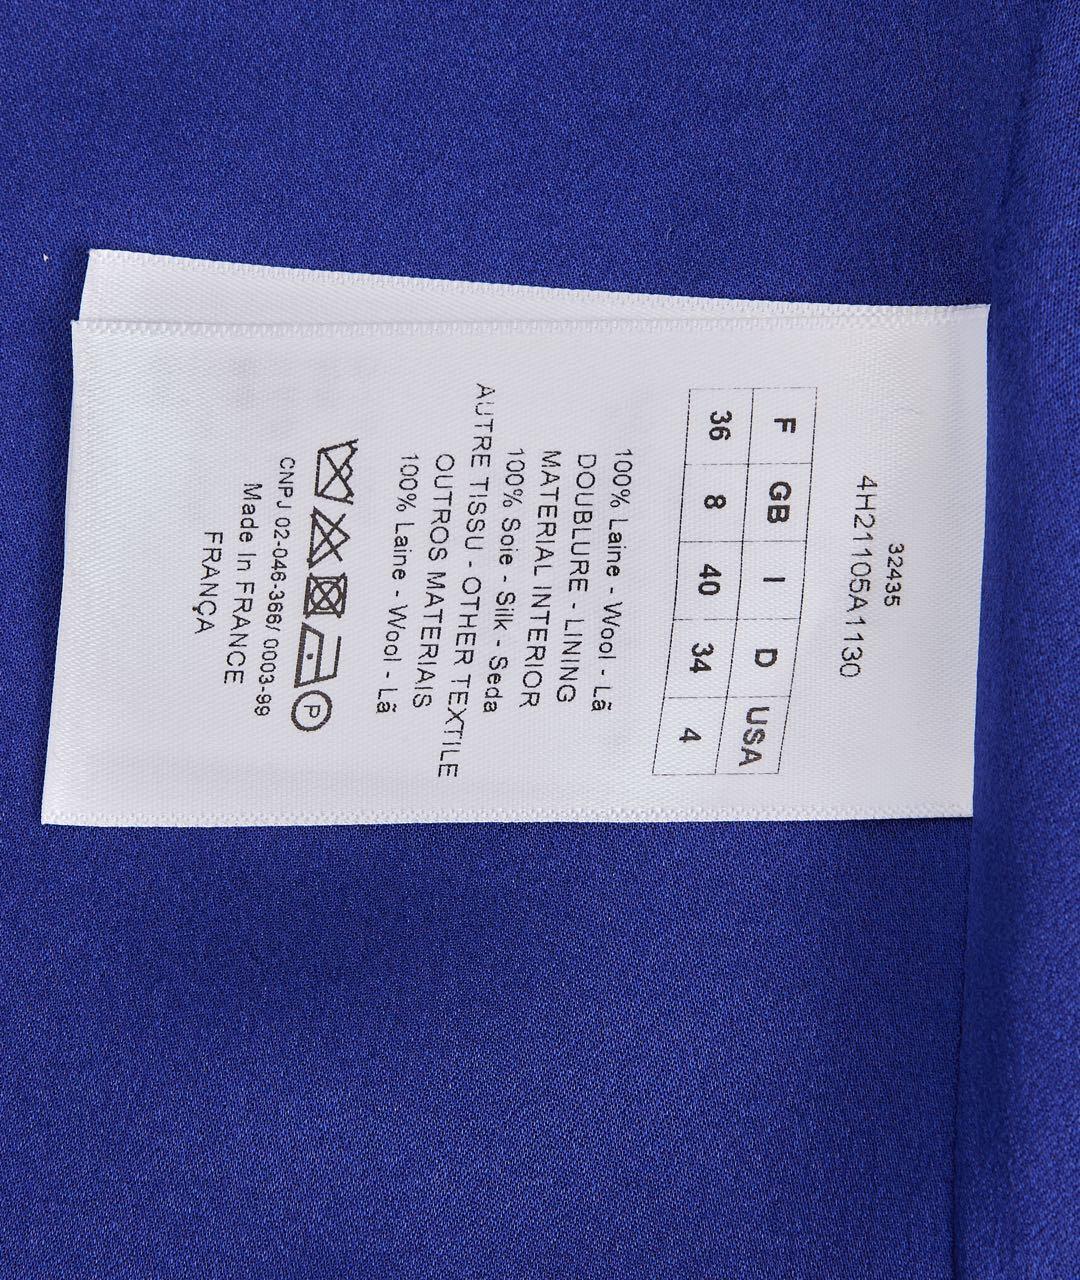 32435
4H21105A1130
F GB I D USA
36 8 40 34 4
100% Laine - Wool - Lã
DOUBLURE - LINING
MATERIAL INTERIOR
100% Soie - Silk - Seda
AUTRE TISSU - OTHER TEXTILE
OUTROS MATERIAIS
100% Laine - Wool - Lã
P
CNPJ 02-046-366/ 0003-99
Made In FRANCE
FRANÇA